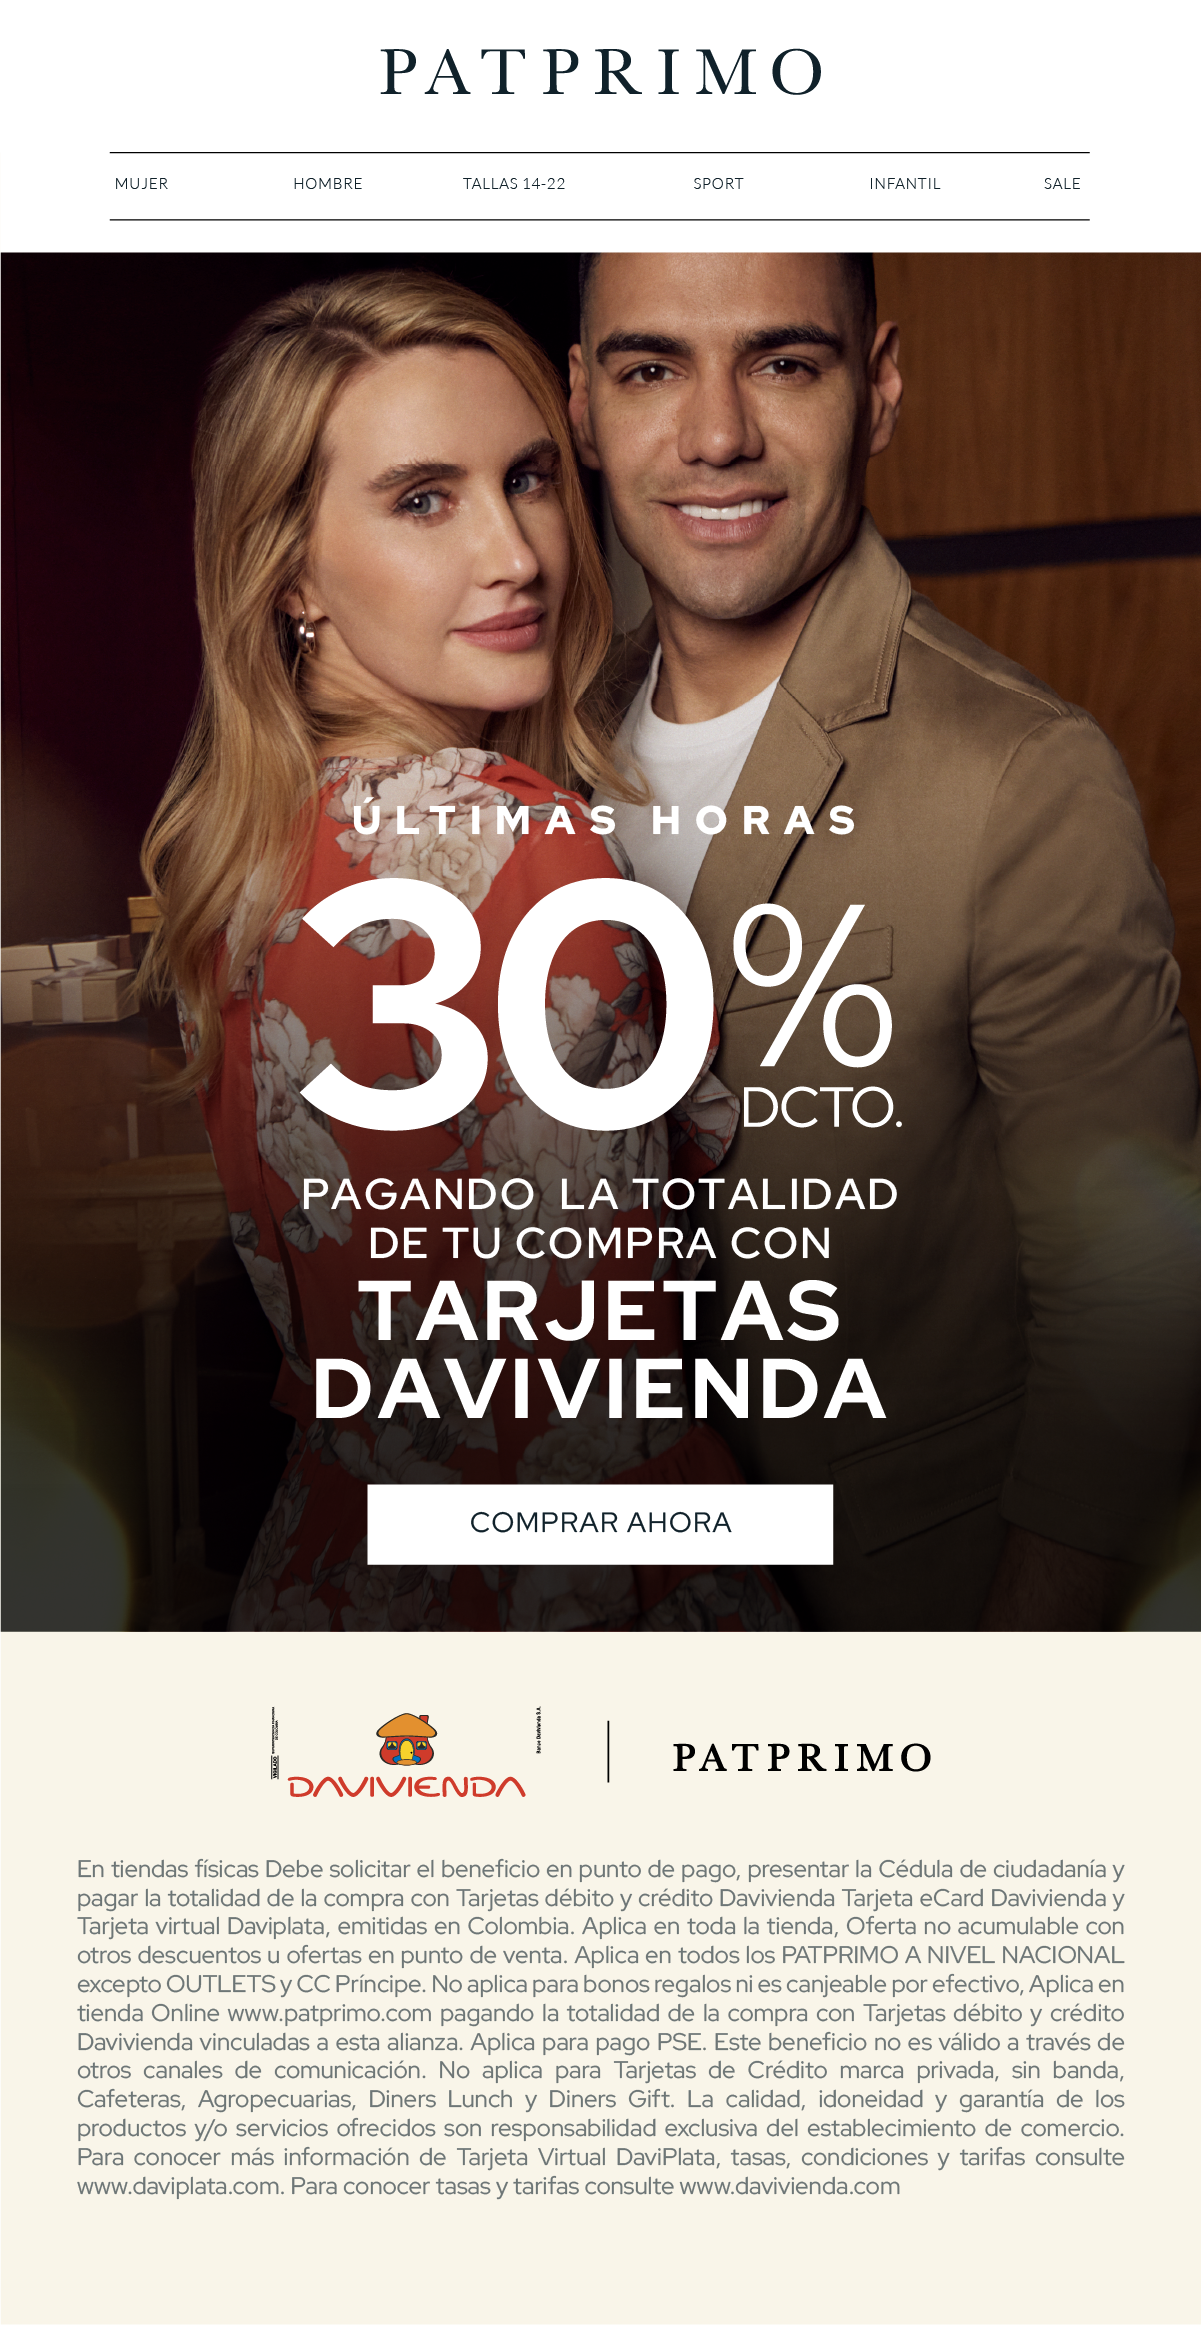 PATPRIMO
MUJER HOMBRE TALLAS 14-22 SPORT INFANTIL SALE
ÚLTIMAS HORAS
30%
DCTO.
PAGANDO LA TOTALIDAD
DE TU COMPRA CON
TARJETAS
DAVIVIENDA
COMPRAR AHORA
VIGILADO
Banco Davivienda S.A.
DAVIVIENDA
PATPRIMO
En tiendas físicas Debe solicitar el beneficio en punto de pago, presentar la Cédula de ciudadanía y
pagar la totalidad de la compra con Tarjetas débito y crédito Davivienda Tarjeta eCard Davivienda y
Tarjeta virtual Daviplata, emitidas en Colombia. Aplica en toda la tienda, Oferta no acumulable con
otros descuentos u ofertas en punto de venta. Aplica en todos los PATPRIMO A NIVEL NACIONAL
excepto OUTLETS y CC Príncipe. No aplica para bonos regalos ni es canjeable por efectivo, Aplica en
tienda Online www.patprimo.com pagando la totalidad de la compra con Tarjetas débito y crédito
Davivienda vinculadas a esta alianza. Aplica para pago PSE. Este beneficio no es válido a través de
otros canales de comunicación. No aplica para Tarjetas de Crédito marca privada, sin banda,
Cafeteras, Agropecuarias, Diners Lunch y Diners Gift. La calidad, idoneidad y garantía de los
productos y/o servicios ofrecidos son responsabilidad exclusiva del establecimiento de comercio.
Para conocer más información de Tarjeta Virtual DaviPlata, tasas, condiciones y tarifas consulte
www.daviplata.com. Para conocer tasas y tarifas consulte www.davivienda.com